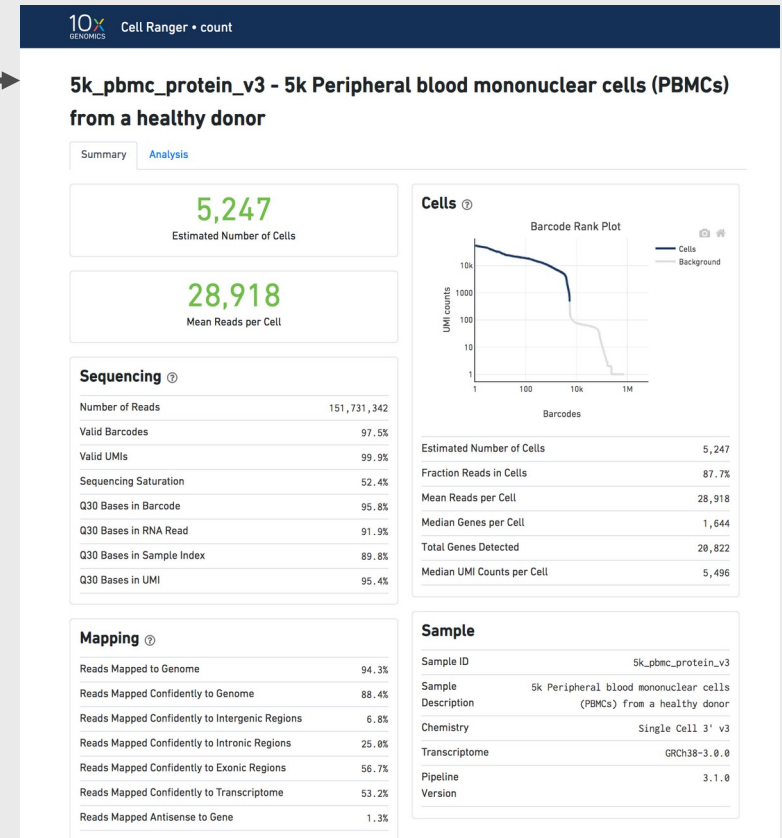 10x
GENOMICS
Cell Ranger • count
5k_pbmc_protein_v3 - 5k Peripheral blood mononuclear cells (PBMCs)
from a healthy donor
Summary Analysis
5,247
Estimated Number of Cells
28,918
Mean Reads per Cell
Sequencing ?
Number of Reads 151,731,342
Valid Barcodes 97.5%
Valid UMIs 99.9%
Sequencing Saturation 52.4%
Q30 Bases in Barcode 95.8%
Q30 Bases in RNA Read 91.9%
Q30 Bases in Sample Index 89.8%
Q30 Bases in UMI 95.4%
Mapping ?
Reads Mapped to Genome 94.3%
Reads Mapped Confidently to Genome 88.4%
Reads Mapped Confidently to Intergenic Regions 6.8%
Reads Mapped Confidently to Intronic Regions 25.0%
Reads Mapped Confidently to Exonic Regions 56.7%
Reads Mapped Confidently to Transcriptome 53.2%
Reads Mapped Antisense to Gene 1.3%
Cells ?
Barcode Rank Plot
Cells
Background
UMI counts
10k
1000
100
10
1
1 100 10k 1M
Barcodes
Estimated Number of Cells 5,247
Fraction Reads in Cells 87.7%
Mean Reads per Cell 28,918
Median Genes per Cell 1,644
Total Genes Detected 20,822
Median UMI Counts per Cell 5,496
Sample
Sample ID 5k_pbmc_protein_v3
Sample 5k Peripheral blood mononuclear cells
Description (PBMCs) from a healthy donor
Chemistry Single Cell 3' v3
Transcriptome GRCh38-3.0.0
Pipeline 3.1.0
Version